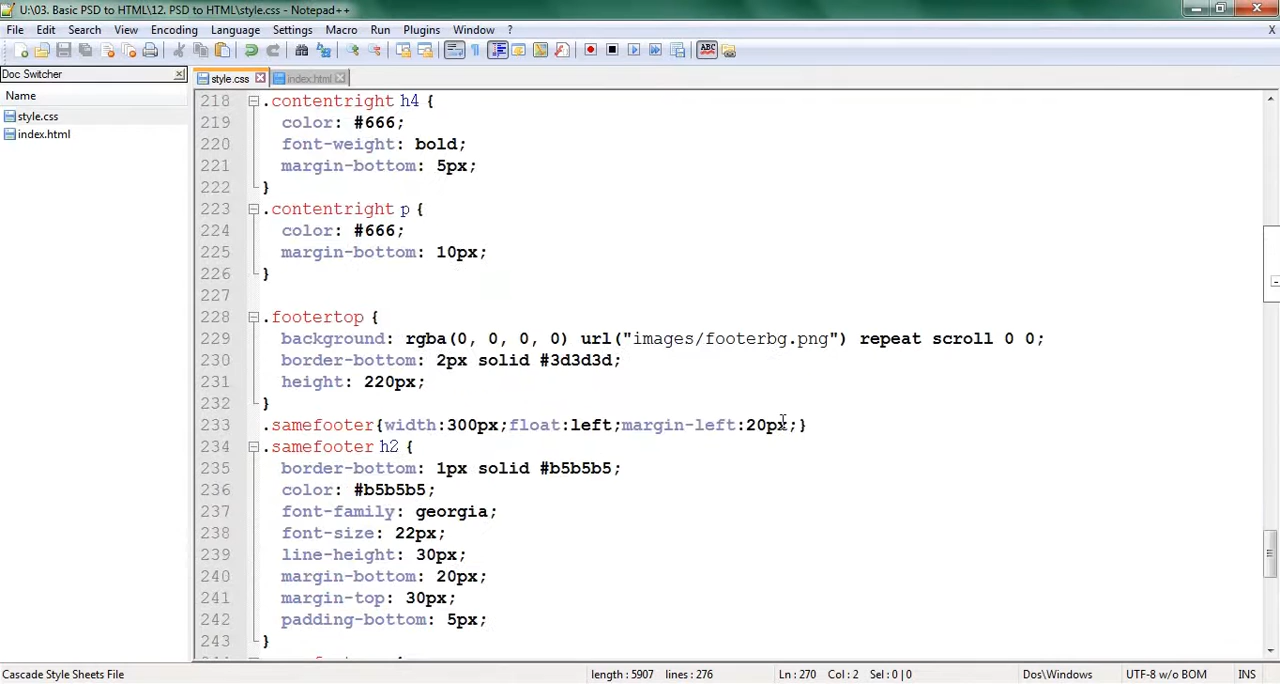 U:\03. Basic PSD to HTML\12. PSD to HTML\style.css - Notepad++
File Edit Search View Encoding Language Settings Macro Run Plugins Window ? X
Doc Switcher
style.css index.html
Name
style.css
index.html
218 .contentright h4 {
219 color: #666;
220 font-weight: bold;
221 margin-bottom: 5px;
222 }
223 .contentright p {
224 color: #666;
225 margin-bottom: 10px;
226 }
227
228 .footertop {
229 background: rgba(0, 0, 0, 0) url("images/footerbg.png") repeat scroll 0 0;
230 border-bottom: 2px solid #3d3d3d;
231 height: 220px;
232 }
233 .samefooter{width:300px;float:left;margin-left:20px;}
234 .samefooter h2 {
235 border-bottom: 1px solid #b5b5b5;
236 color: #b5b5b5;
237 font-family: georgia;
238 font-size: 22px;
239 line-height: 30px;
240 margin-bottom: 20px;
241 margin-top: 30px;
242 padding-bottom: 5px;
243 }
Cascade Style Sheets File length : 5907 lines : 276 Ln : 270 Col : 2 Sel : 0 | 0 Dos\Windows UTF-8 w/o BOM INS